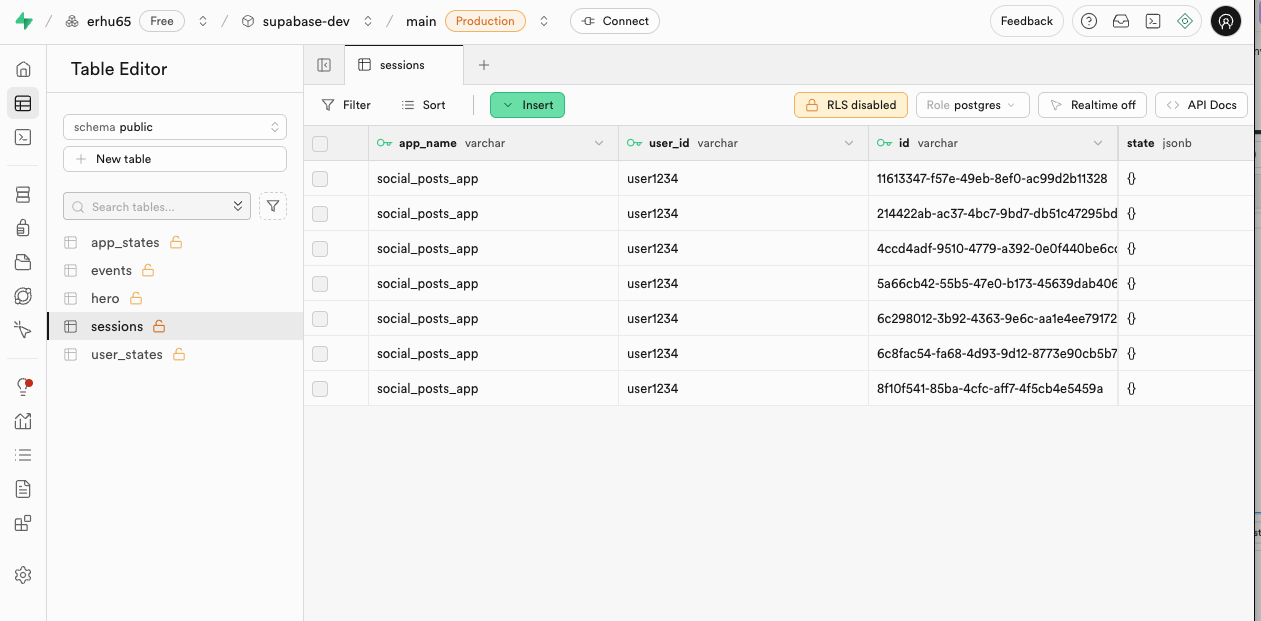 erhu65 Free supabase-dev main Production Connect Feedback
Table Editor
sessions
Filter Sort Insert RLS disabled Role postgres Realtime off API Docs
schema public
New table
Search tables...
app_states
events
hero
sessions
user_states
app_name varchar user_id varchar id varchar state jsonb
social_posts_app user1234 11613347-f57e-49eb-8ef0-ac99d2b11328 {}
social_posts_app user1234 214422ab-ac37-4bc7-9bd7-db51c47295bd {}
social_posts_app user1234 4ccd4adf-9510-4779-a392-0e0f440be6cc {}
social_posts_app user1234 5a66cb42-55b5-47e0-b173-45639dab406 {}
social_posts_app user1234 6c298012-3b92-4363-9e6c-aa1e4ee79172 {}
social_posts_app user1234 6c8fac54-fa68-4d93-9d12-8773e90cb5b7 {}
social_posts_app user1234 8f10f541-85ba-4cfc-aff7-4f5cb4e5459a {}